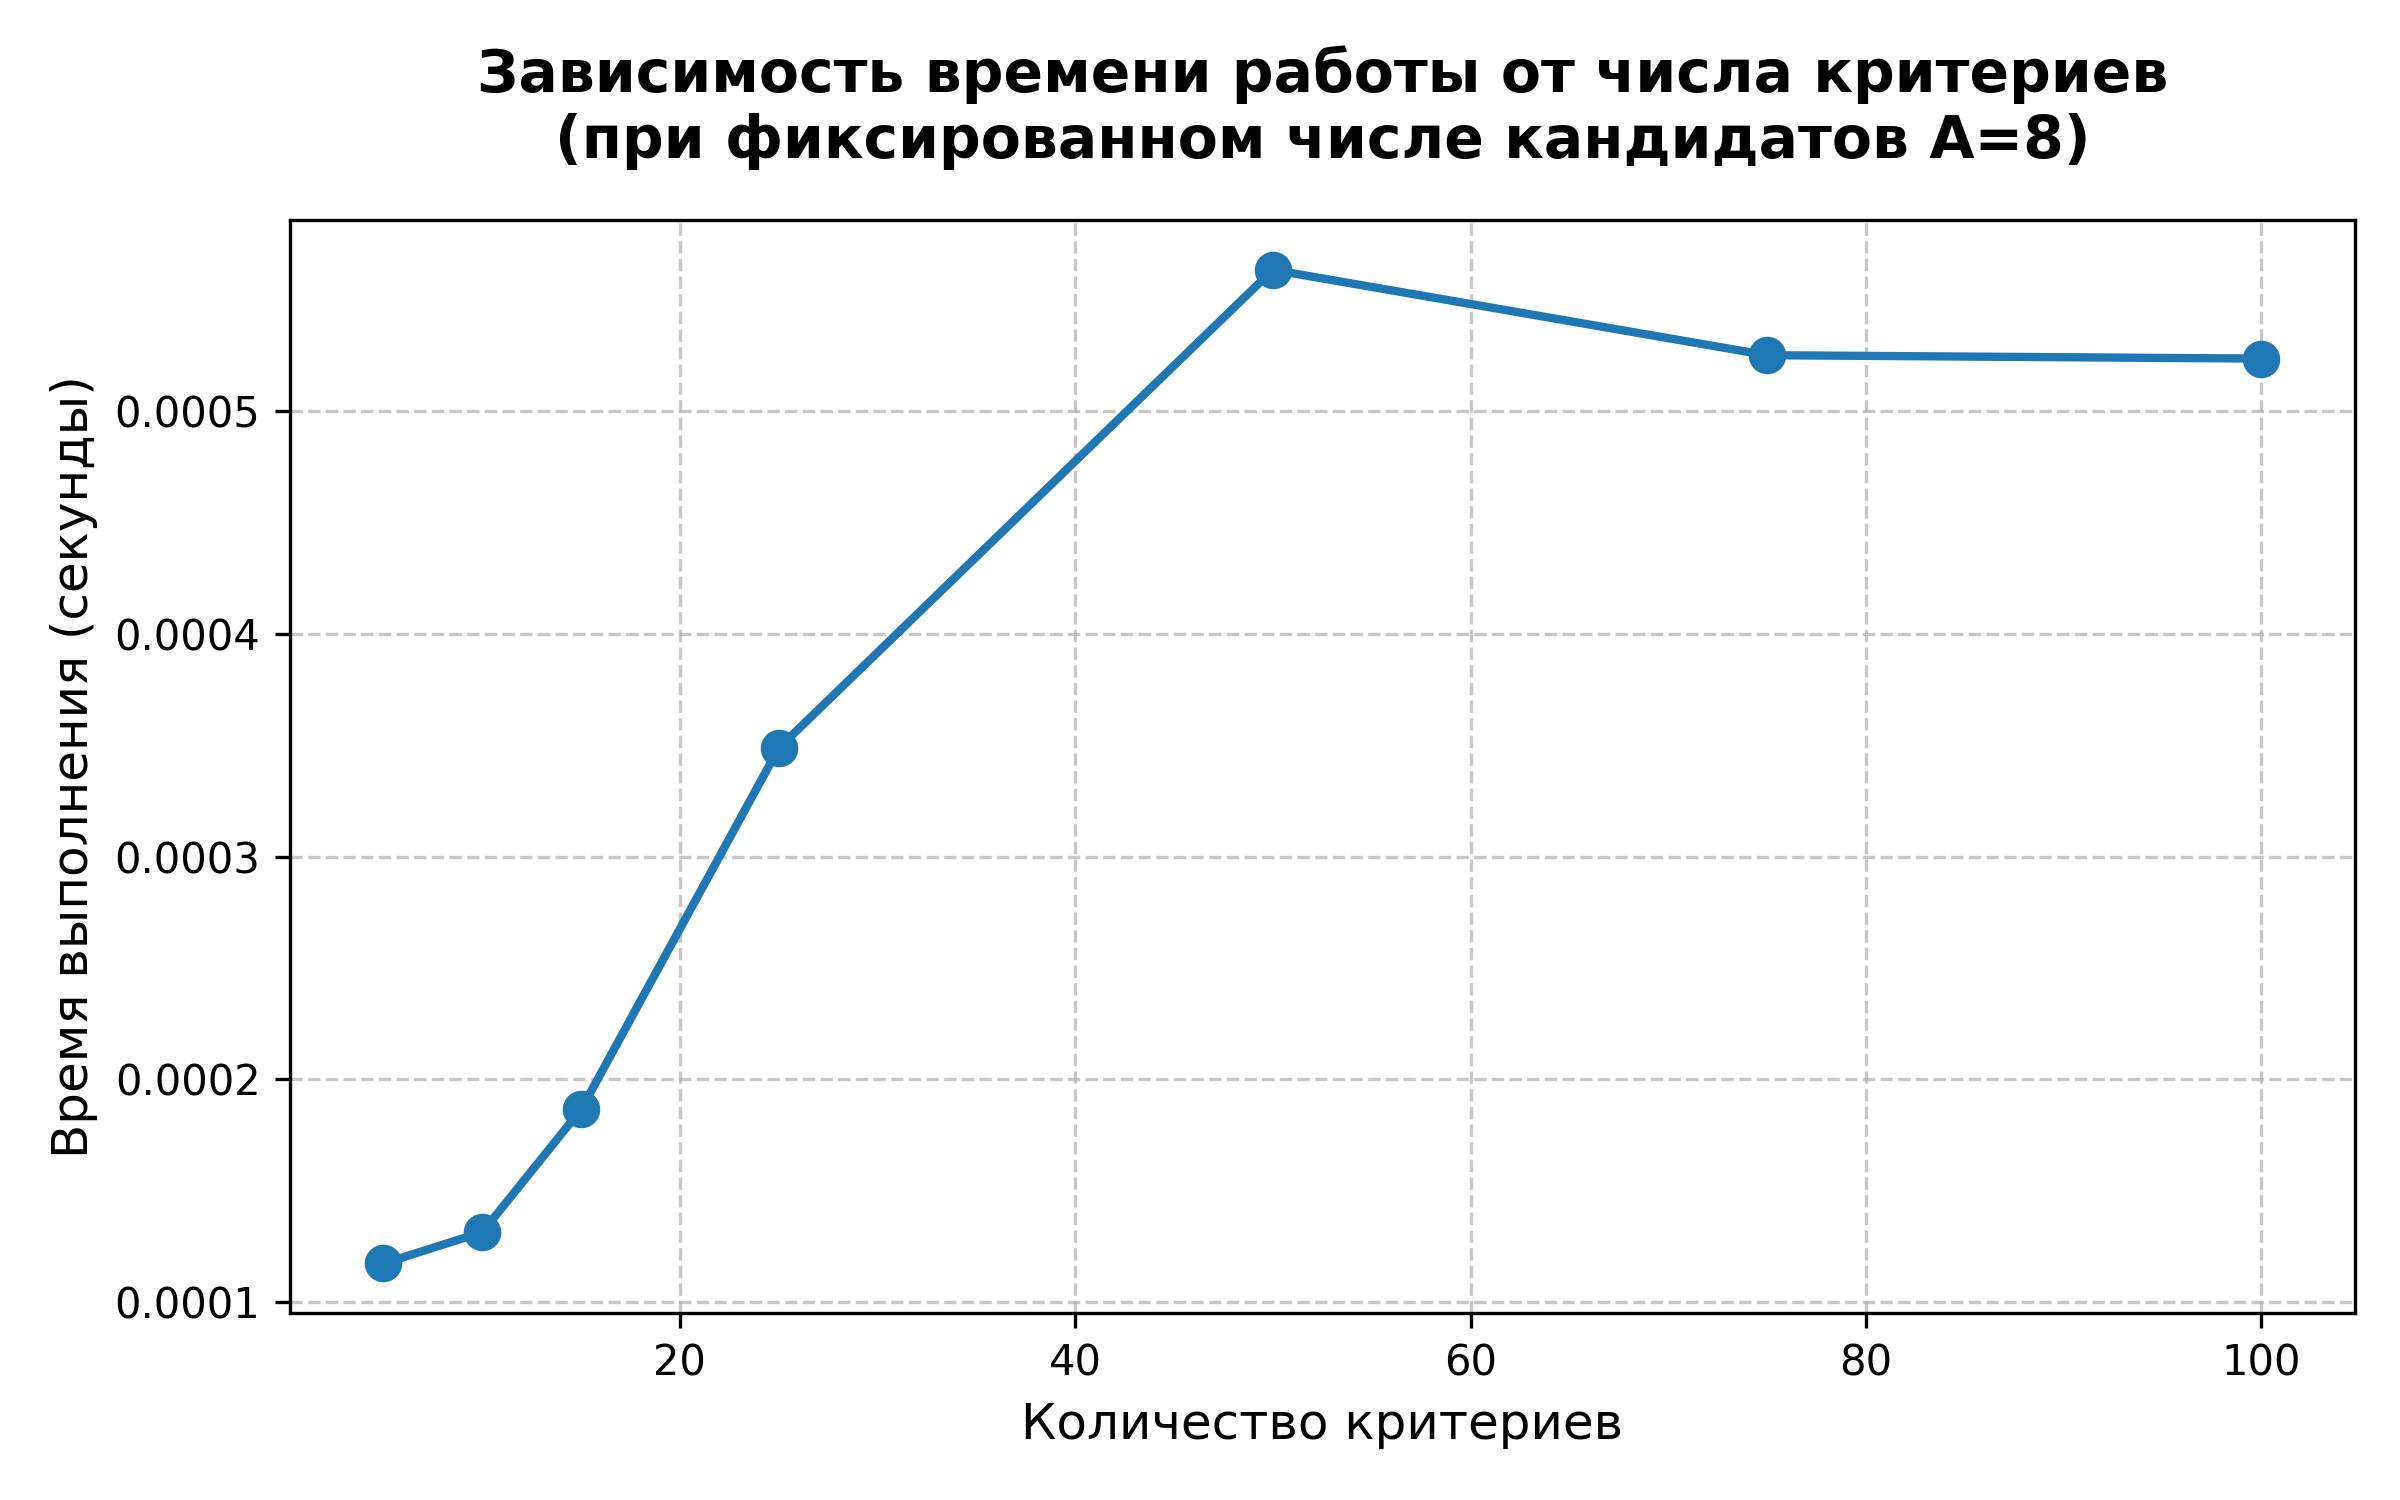 Зависимость времени работы от числа критериев
(при фиксированном числе кандидатов A=8)
Время выполнения (секунды)
0.0005
0.0004
0.0003
0.0002
0.0001
20 40 60 80 100
Количество критериев